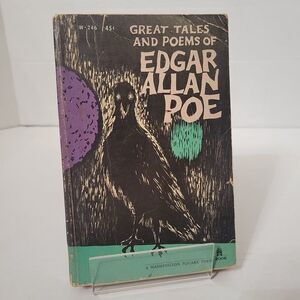 W-246 45¢
GREAT TALES
AND POEMS OF
EDGAR
ALLAN
POE
A WASHINGTON SQUARE PRESS
BOOK